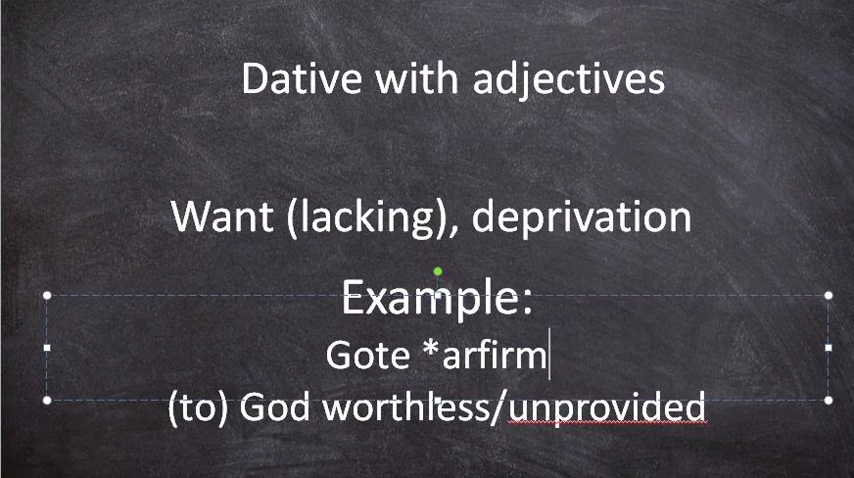 Dative with adjectives
Want (lacking), deprivation
Example:
Gote *arfirm
(to) God worthless/unprovided